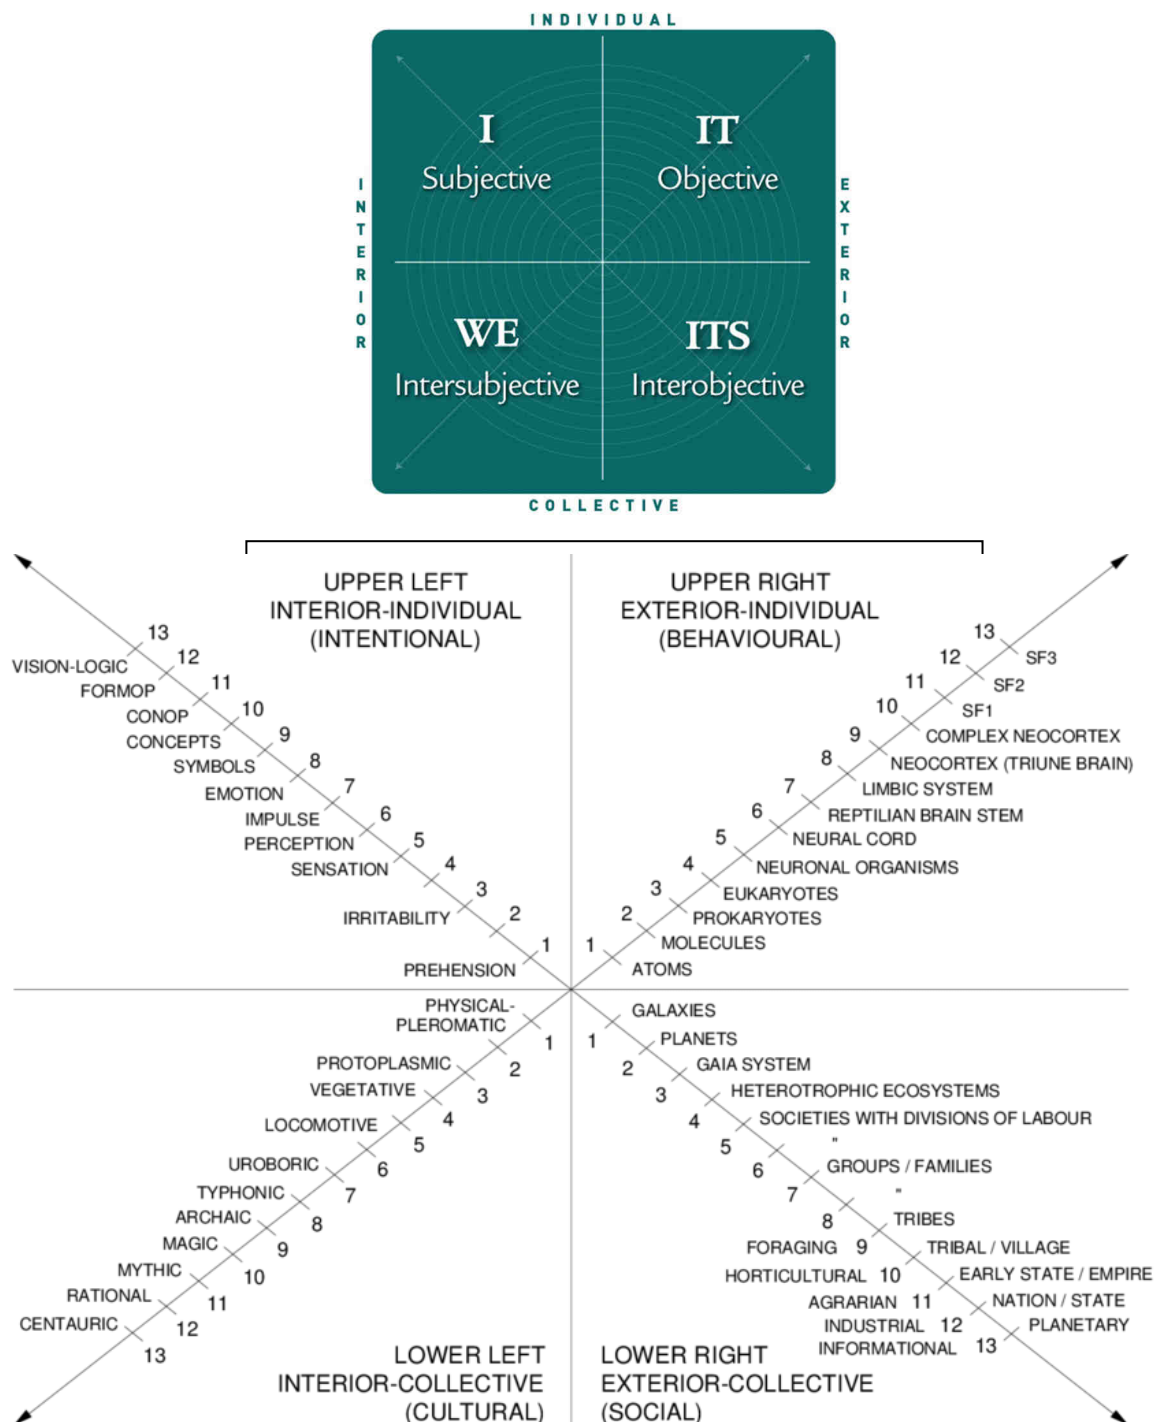 INDIVIDUAL
INTERIOR
EXTERIOR
I
Subjective
IT
Objective
WE
Intersubjective
ITS
Interobjective
COLLECTIVE
UPPER LEFT
INTERIOR-INDIVIDUAL
(INTENTIONAL)
13
12
VISION-LOGIC
11
FORMOP
10
CONOP
9
CONCEPTS
8
SYMBOLS
7
EMOTION
6
IMPULSE
5
PERCEPTION
4
SENSATION
3
2
IRRITABILITY
1
PREHENSION
UPPER RIGHT
EXTERIOR-INDIVIDUAL
(BEHAVIOURAL)
13
SF3
12
SF2
11
SF1
10
COMPLEX NEOCORTEX
9
NEOCORTEX (TRIUNE BRAIN)
8
LIMBIC SYSTEM
7
REPTILIAN BRAIN STEM
6
NEURAL CORD
5
NEURONAL ORGANISMS
4
EUKARYOTES
3
PROKARYOTES
2
MOLECULES
1
ATOMS
PHYSICAL-
PLEROMATIC
1
PROTOPLASMIC
2
VEGETATIVE
3
LOCOMOTIVE
4
5
UROBORIC
6
TYPHONIC
7
ARCHAIC
8
MAGIC
9
MYTHIC
10
RATIONAL
11
CENTAURIC
12
13
LOWER LEFT
INTERIOR-COLLECTIVE
(CULTURAL)
GALAXIES
1
PLANETS
2
GAIA SYSTEM
3
HETEROTROPHIC ECOSYSTEMS
4
SOCIETIES WITH DIVISIONS OF LABOUR
5
"
6
GROUPS / FAMILIES
7
"
8
TRIBES
FORAGING 9 TRIBAL / VILLAGE
HORTICULTURAL 10 EARLY STATE / EMPIRE
AGRARIAN 11 NATION / STATE
INDUSTRIAL 12 PLANETARY
INFORMATIONAL 13
LOWER RIGHT
EXTERIOR-COLLECTIVE
(SOCIAL)